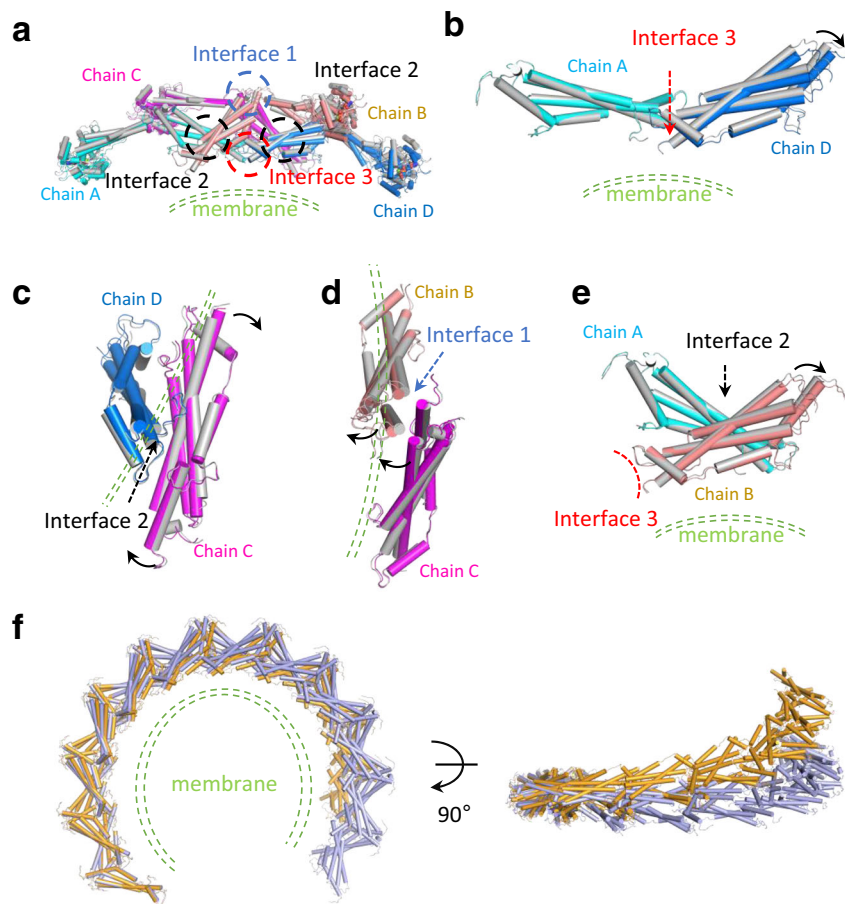 a
Interface 1
Chain C
Interface 2
Chain B
Chain A
Interface 2
Interface 3
membrane
Chain D
b
Interface 3
Chain A
Chain D
membrane
c
Chain D
Interface 2
Chain C
d
Chain B
Interface 1
Chain C
e
Chain A
Interface 2
Interface 3
Chain B
membrane
f
membrane
90°